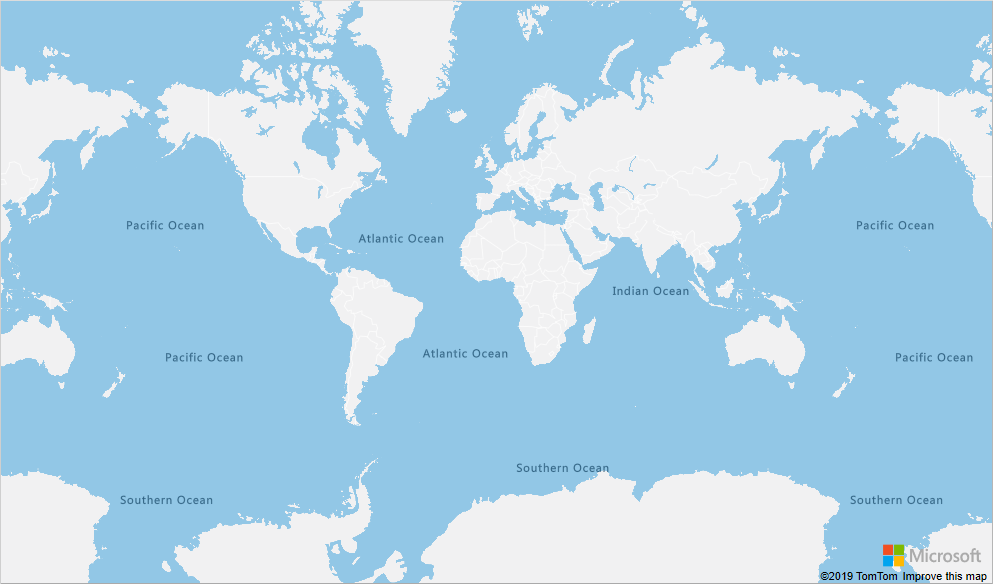 Pacific Ocean
Pacific Ocean
Atlantic Ocean
Indian Ocean
Atlantic Ocean
Pacific Ocean
Pacific Ocean
Southern Ocean
Southern Ocean
Southern Ocean
Microsoft
©2019 TomTom Improve this map